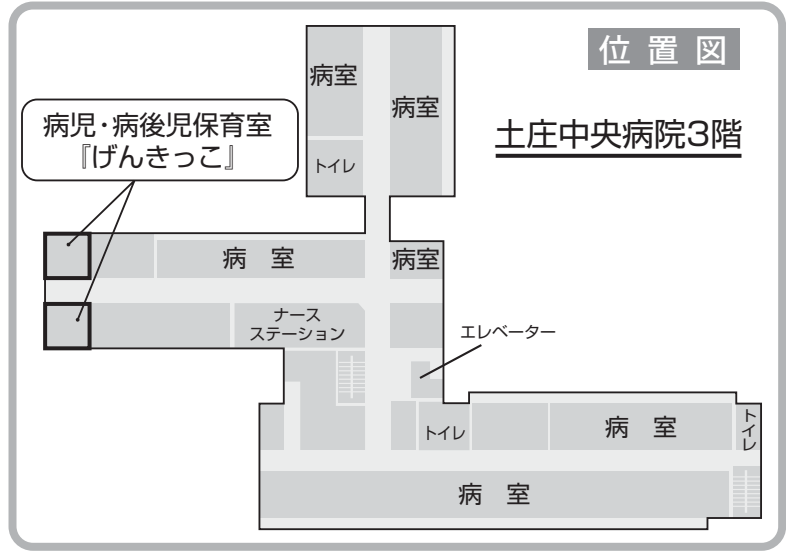 位置図
土庄中央病院3階
病児・病後児保育室
『げんきっこ』
病室
病室
トイレ
病室
病室
ナース
ステーション
エレベーター
トイレ
病室
トイレ
病室